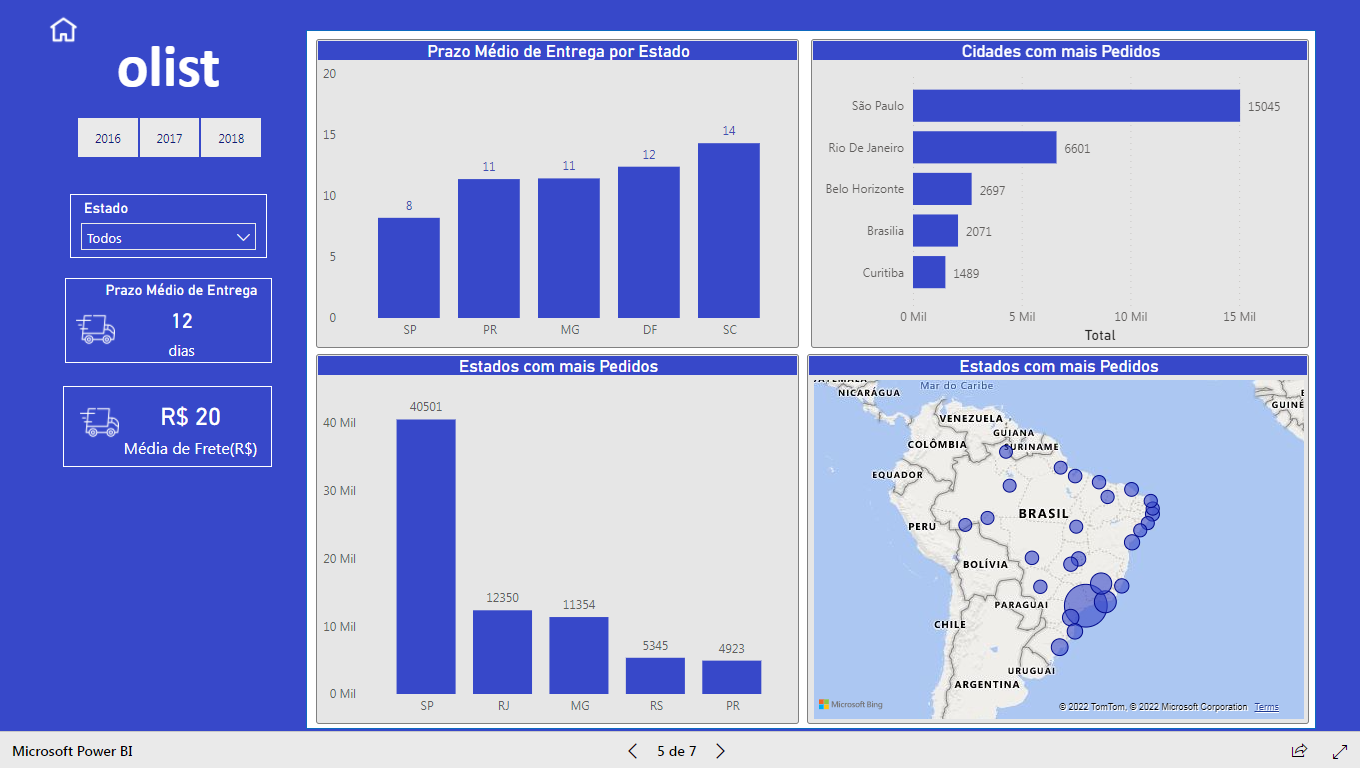 olist
2016
2017
2018
Estado
Todos
Prazo Médio de Entrega
12
dias
R$ 20
Média de Frete(R$)
Prazo Médio de Entrega por Estado
20
15
10
5
0
8
11
11
12
14
SP
PR
MG
DF
SC
Cidades com mais Pedidos
São Paulo
15045
Rio De Janeiro
6601
Belo Horizonte
2697
Brasilia
2071
Curitiba
1489
0 Mil
5 Mil
10 Mil
15 Mil
Total
Estados com mais Pedidos
40 Mil
30 Mil
20 Mil
10 Mil
0 Mil
40501
12350
11354
5345
4923
SP
RJ
MG
RS
PR
Estados com mais Pedidos
Mar do Caribe
NICARÁGUA
VENEZUELA
GUIANA
COLÔMBIA
SURINAME
EQUADOR
PERU
BRASIL
BOLÍVIA
PARAGUAI
CHILE
URUGUAI
ARGENTINA
Microsoft Bing
© 2022 TomTom, © 2022 Microsoft Corporation
Terms
Microsoft Power BI
5 de 7